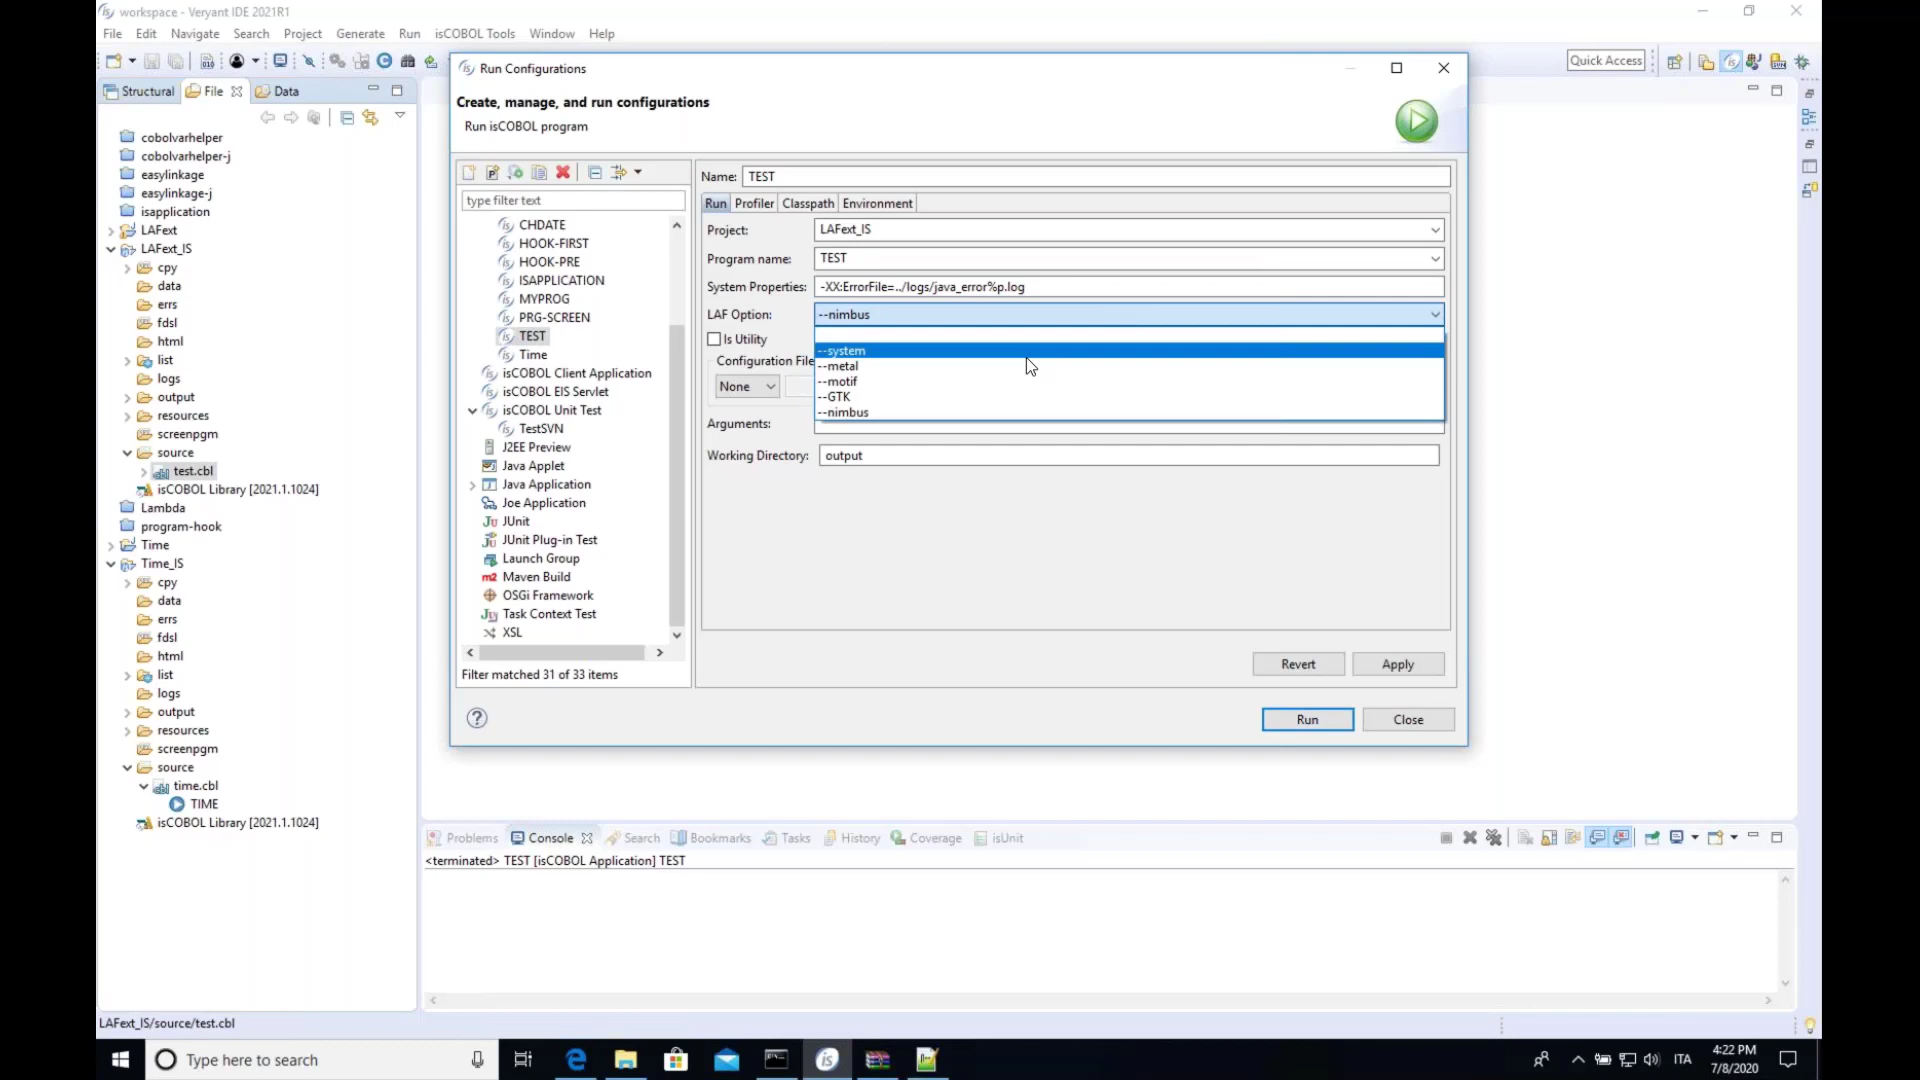 workspace - Veryant IDE 2021R1
File Edit Navigate Search Project Generate Run isCOBOL Tools Window Help
Quick Access
Structural File Data
cobolvarhelper
cobolvarhelper-j
easylinkage
easylinkage-j
isapplication
LAFext
LAFext_IS
cpy
data
errs
fdsl
html
list
logs
output
resources
screenpgm
source
test.cbl
isCOBOL Library [2021.1.1024]
Lambda
program-hook
Time
Time_IS
cpy
data
errs
fdsl
html
list
logs
output
resources
screenpgm
source
time.cbl
TIME
isCOBOL Library [2021.1.1024]
Run Configurations
Create, manage, and run configurations
Run isCOBOL program
type filter text
CHDATE
HOOK-FIRST
HOOK-PRE
ISAPPLICATION
MYPROG
PRG-SCREEN
TEST
Time
isCOBOL Client Application
isCOBOL EIS Servlet
isCOBOL Unit Test
TestSVN
J2EE Preview
Java Applet
Java Application
Joe Application
JUnit
JUnit Plug-in Test
Launch Group
Maven Build
OSGi Framework
Task Context Test
XSL
Filter matched 31 of 33 items
Name: TEST
Run Profiler Classpath Environment
Project: LAFext_IS
Program name: TEST
System Properties: -XX:ErrorFile=../logs/java_error%p.log
LAF Option: --nimbus
Is Utility
--system
Configuration File
--metal
None
--motif
--GTK
--nimbus
Arguments:
Working Directory: output
Revert Apply
Run Close
Problems Console Search Bookmarks Tasks History Coverage isUnit
<terminated> TEST [isCOBOL Application] TEST
LAFext_IS/source/test.cbl
Type here to search
ITA
4:22 PM
7/8/2020